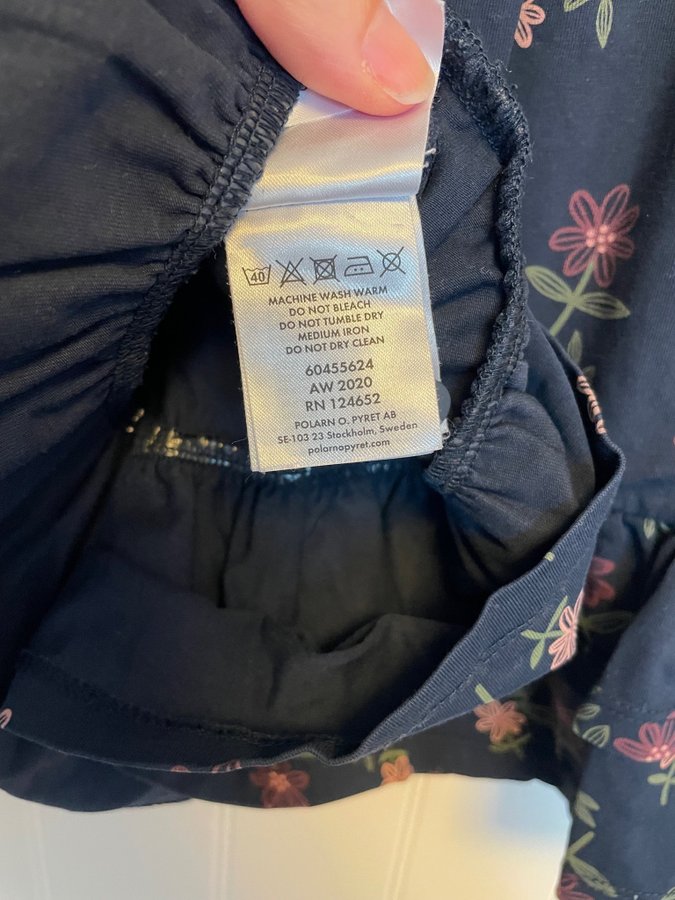 40
MACHINE WASH WARM
DO NOT BLEACH
DO NOT TUMBLE DRY
MEDIUM IRON
DO NOT DRY CLEAN
60455624
AW 2020
RN 124652
POLARN O. PYRET AB
SE-103 23 Stockholm, Sweden
polarnopyret.com